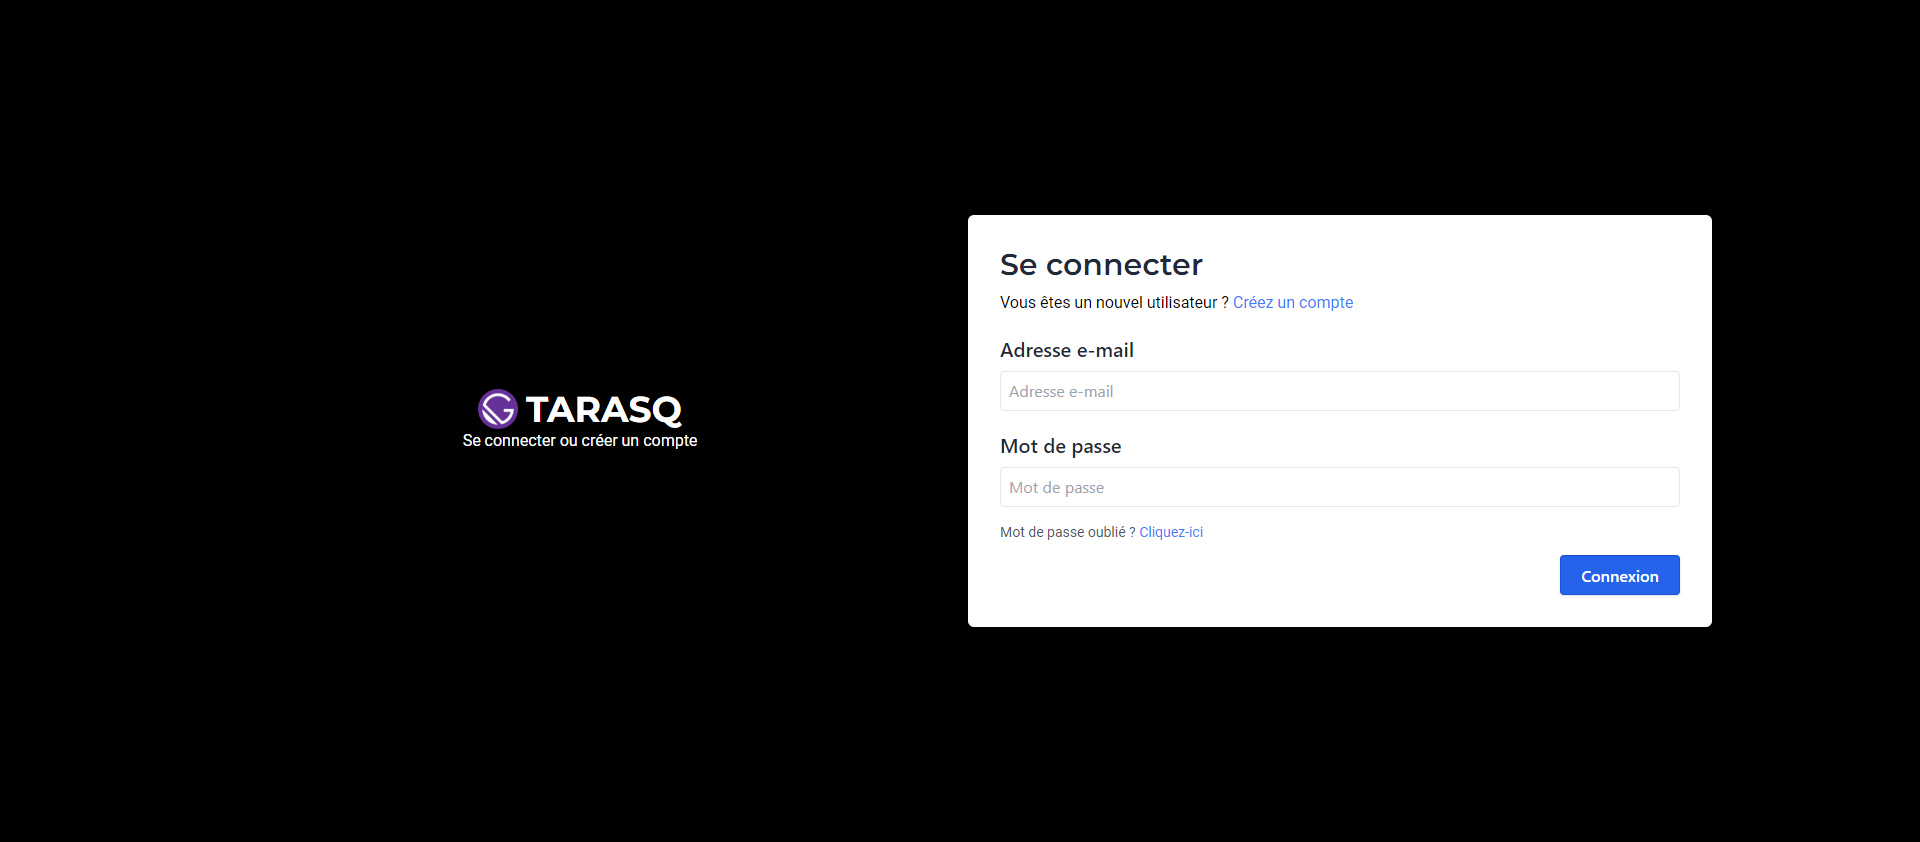 TARASQ
Se connecter ou créer un compte
Se connecter
Vous êtes un nouvel utilisateur ? Créez un compte
Adresse e-mail
Adresse e-mail
Mot de passe
Mot de passe
Mot de passe oublié ? Cliquez-ici
Connexion